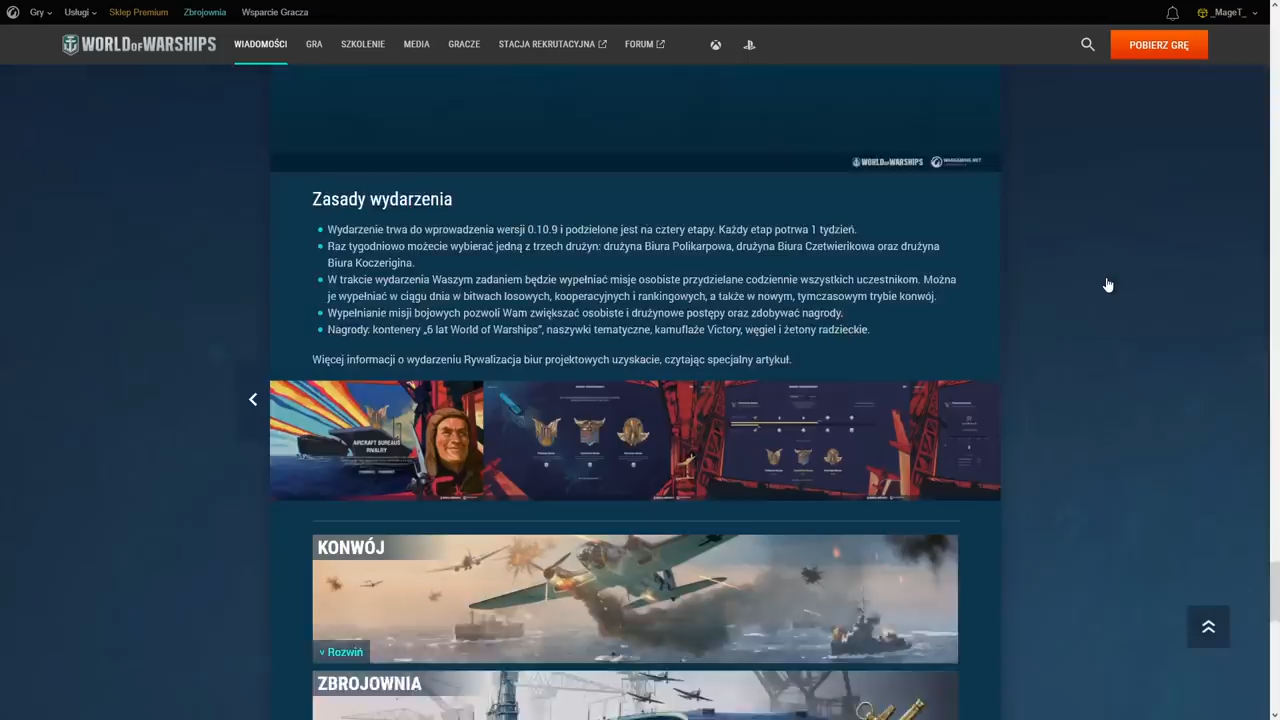 Gry Usługi Sklep Premium Zbrojownia Wsparcie Gracza _MageT_
WORLD OF WARSHIPS WIADOMOŚCI GRA SZKOLENIE MEDIA GRACZE STACJA REKRUTACYJNA FORUM POBIERZ GRĘ
WORLD OF WARSHIPS WARGAMING.NET
Zasady wydarzenia
Wydarzenie trwa do wprowadzenia wersji 0.10.9 i podzielone jest na cztery etapy. Każdy etap potrwa 1 tydzień.
Raz tygodniowo możecie wybierać jedną z trzech drużyn: drużyna Biura Polikarpowa, drużyna Biura Czetwierikowa oraz drużyna
Biura Koczerigina.
W trakcie wydarzenia Waszym zadaniem będzie wypełniać misje osobiste przydzielane codziennie wszystkich uczestnikom. Można
je wypełniać w ciągu dnia w bitwach losowych, kooperacyjnych i rankingowych, a także w nowym, tymczasowym trybie konwój.
Wypełnianie misji bojowych pozwoli Wam zwiększać osobiste i drużynowe postępy oraz zdobywać nagrody.
Nagrody: kontenery „6 lat World of Warships”, naszywki tematyczne, kamuflaże Victory, węgiel i żetony radzieckie.
Więcej informacji o wydarzeniu Rywalizacja biur projektowych uzyskacie, czytając specjalny artykuł.
AIRCRAFT BUREAUS
RIVALRY
KONWÓJ
v Rozwiń
ZBROJOWNIA